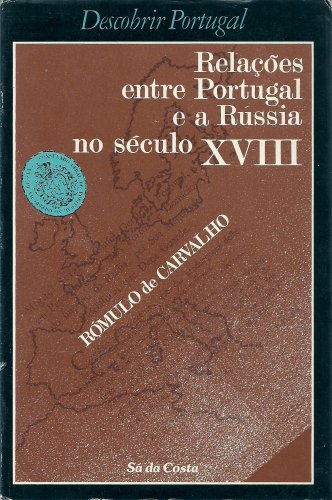 Descobrir Portugal
Relações
entre Portugal
e a Rússia
no século XVIII
RÓMULO de CARVALHO
Sá da Costa